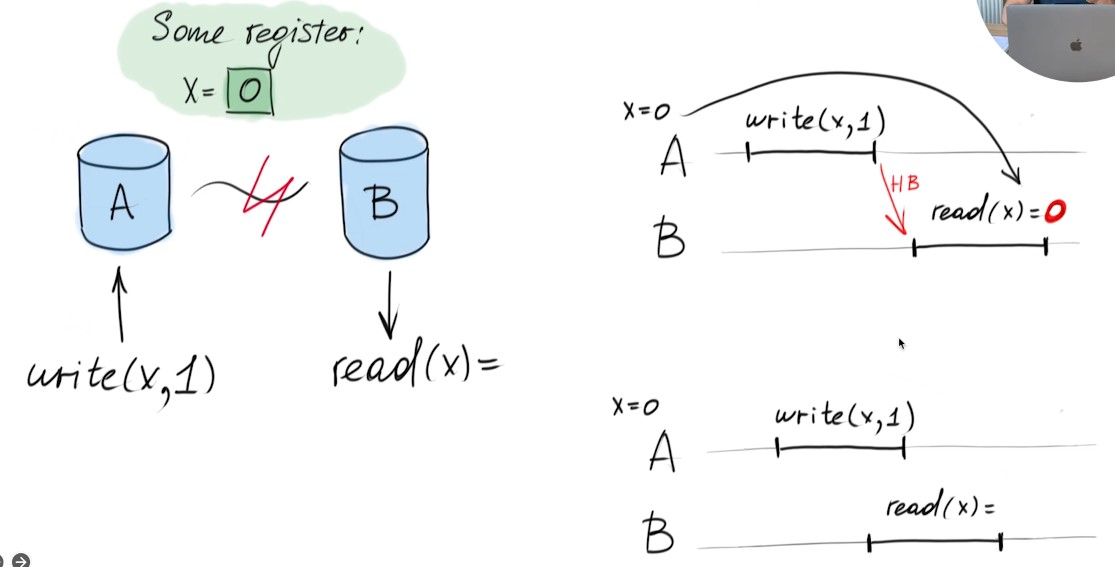 Some register:
X= 0
A
B
write(x,1)
read(x)=
X=0
write(x,1)
A
HB
read(x)=0
B
X=0
write(x,1)
A
read(x)=
B